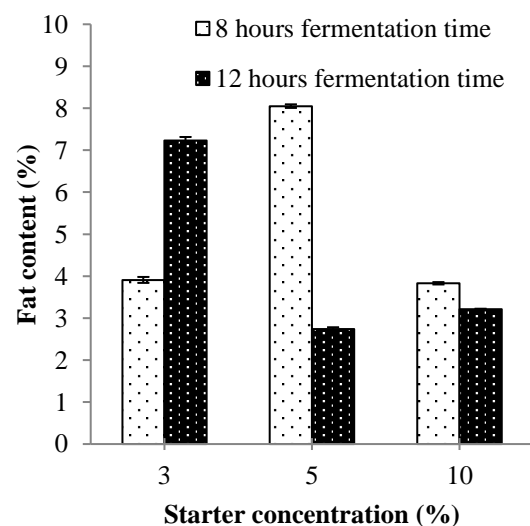 8 hours fermentation time
12 hours fermentation time
Fat content (%)
10
9
8
7
6
5
4
3
2
1
0
3 5 10
Starter concentration (%)